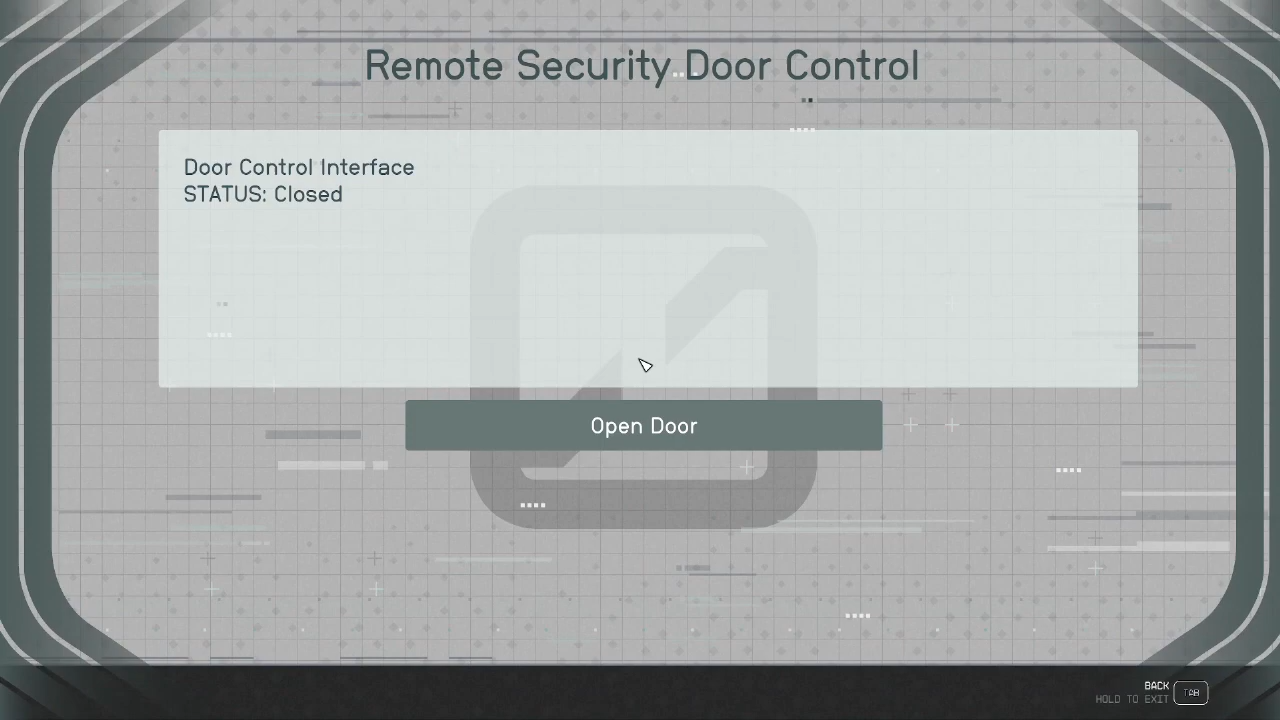 Remote Security Door Control
Door Control Interface
STATUS: Closed
Open Door
BACK
HOLD TO EXIT
TAB